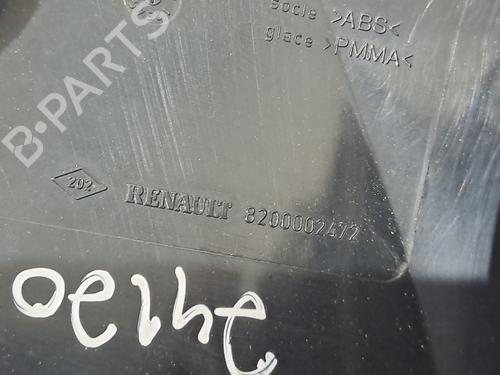 socle >ABS<
glace >PMMA<
B-PARTS
202
RENAULT 8200002472